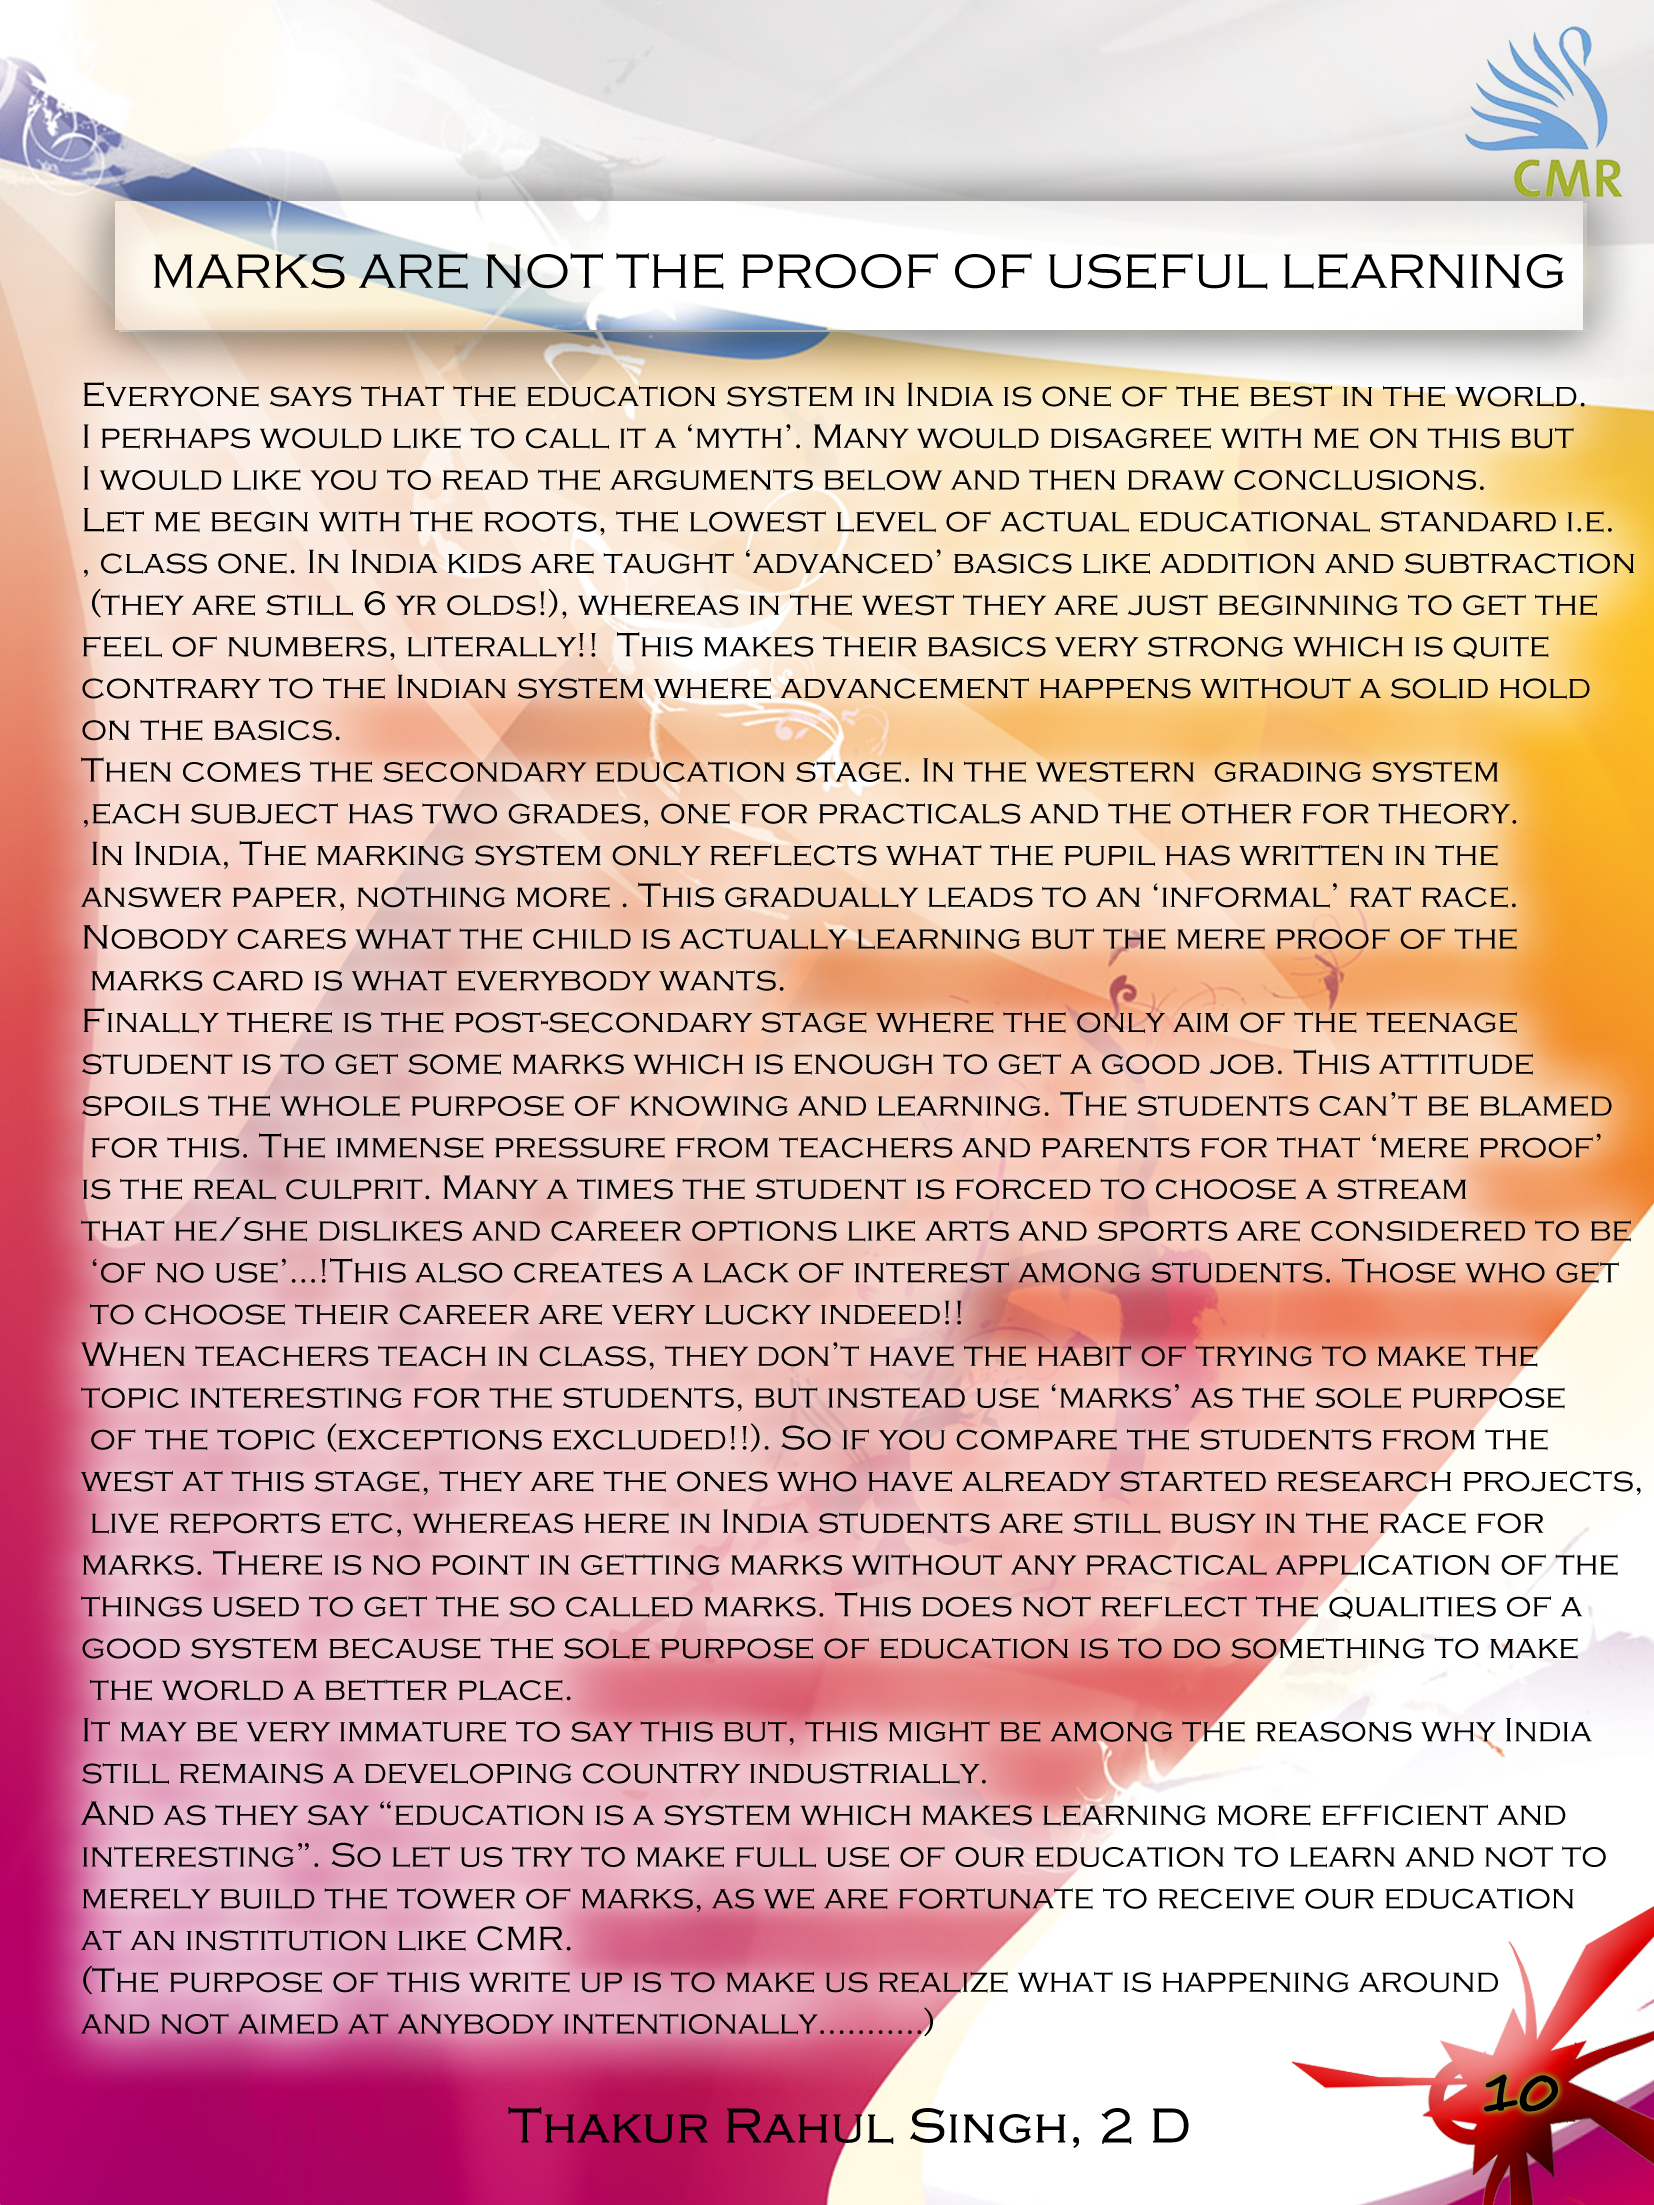 CMR
MARKS ARE NOT THE PROOF OF USEFUL LEARNING
Everyone says that the education system in India is one of the best in the world.
I perhaps would like to call it a ‘myth’. Many would disagree with me on this but
I would like you to read the arguments below and then draw conclusions.
Let me begin with the roots, the lowest level of actual educational standard i.e.
, class one. In India kids are taught ‘advanced’ basics like addition and subtraction
(they are still 6 yr olds!), whereas in the west they are just beginning to get the
feel of numbers, literally!! This makes their basics very strong which is quite
contrary to the Indian system where advancement happens without a solid hold
on the basics.
Then comes the secondary education stage. In the western grading system
,each subject has two grades, one for practicals and the other for theory.
In India, The marking system only reflects what the pupil has written in the
answer paper, nothing more . This gradually leads to an ‘informal’ rat race.
Nobody cares what the child is actually learning but the mere proof of the
marks card is what everybody wants.
Finally there is the post-secondary stage where the only aim of the teenage
student is to get some marks which is enough to get a good job. This attitude
spoils the whole purpose of knowing and learning. The students can’t be blamed
for this. The immense pressure from teachers and parents for that ‘mere proof’
is the real culprit. Many a times the student is forced to choose a stream
that he/she dislikes and career options like arts and sports are considered to be
‘of no use’...!This also creates a lack of interest among students. Those who get
to choose their career are very lucky indeed!!
When teachers teach in class, they don’t have the habit of trying to make the
topic interesting for the students, but instead use ‘marks’ as the sole purpose
of the topic (exceptions excluded!!). So if you compare the students from the
west at this stage, they are the ones who have already started research projects,
live reports etc, whereas here in India students are still busy in the race for
marks. There is no point in getting marks without any practical application of the
things used to get the so called marks. This does not reflect the qualities of a
good system because the sole purpose of education is to do something to make
the world a better place.
It may be very immature to say this but, this might be among the reasons why India
still remains a developing country industrially.
And as they say “education is a system which makes learning more efficient and
interesting”. So let us try to make full use of our education to learn and not to
merely build the tower of marks, as we are fortunate to receive our education
at an institution like CMR.
(The purpose of this write up is to make us realize what is happening around
and not aimed at anybody intentionally...........)
Thakur Rahul Singh, 2 D
10